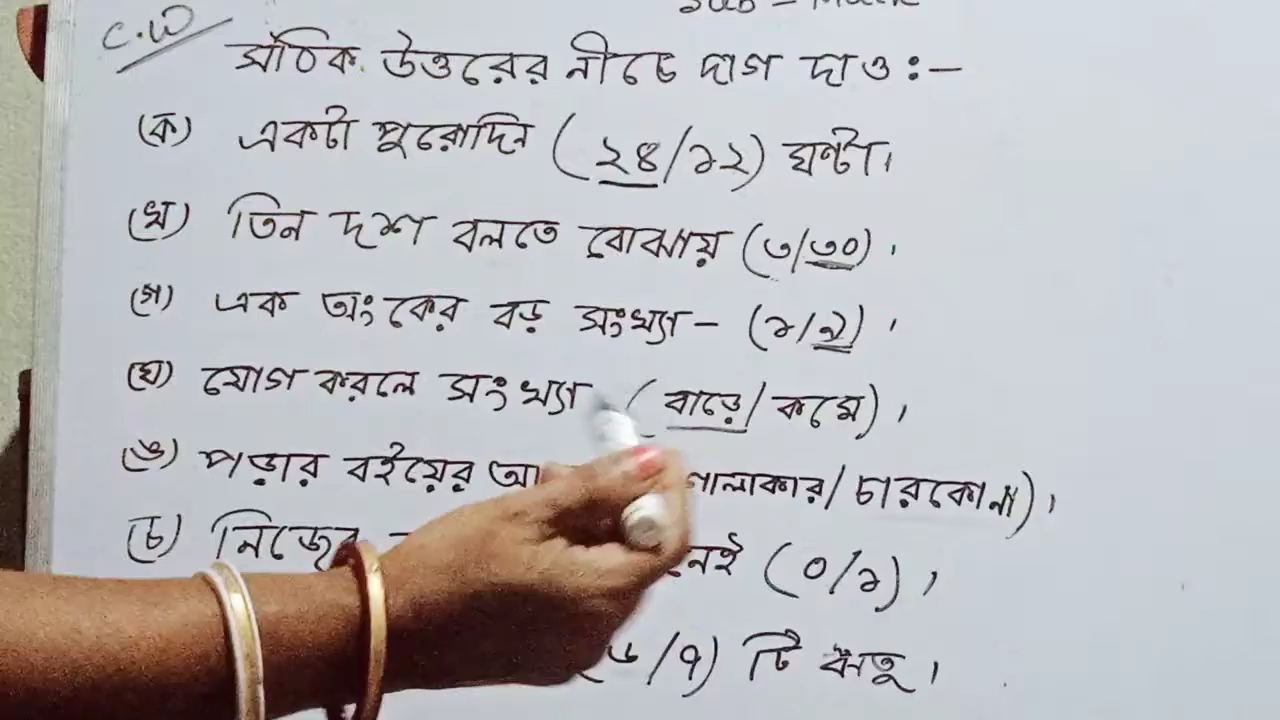 C.W
সঠিক উত্তরের নীচে দাগ দাও :-
(ক) একটা পুরোদিন (২৪/১২) ঘণ্টা।
(খ) তিন দশ বলতে বোঝায় (৩/৩০)।
(গ) এক অংকের বড় সংখ্যা - (১/৯)।
(ঘ) যোগ করলে সংখ্যা (বাড়ে/কমে)।
(ঙ) পড়ার বইয়ের /চারকোনা)।
(চ) নিজের (০/১)।
৬/৭) টি ঋতু।